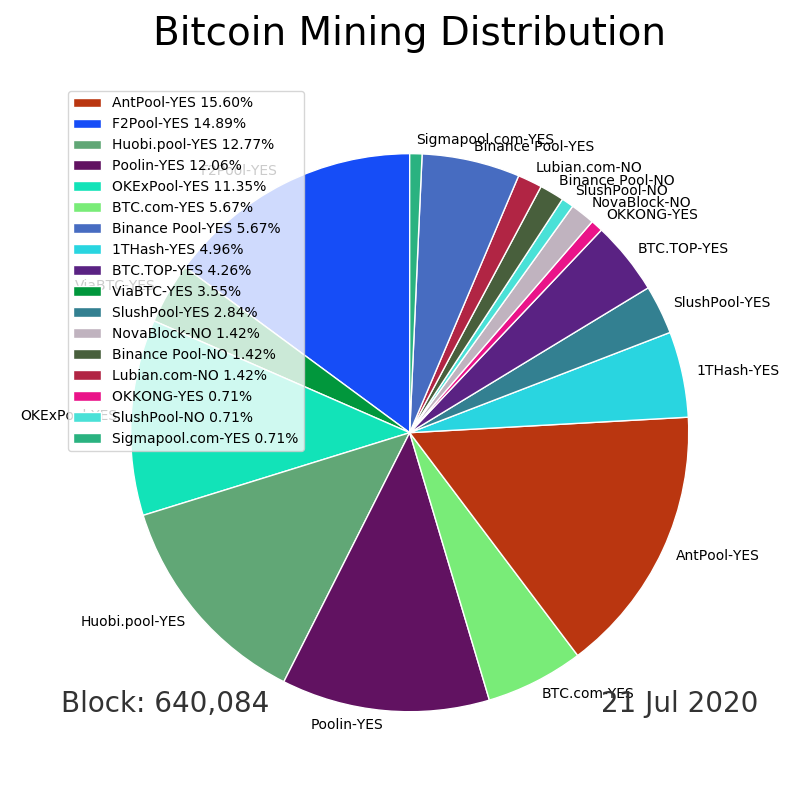 Bitcoin Mining Distribution
AntPool-YES 15.60%
F2Pool-YES 14.89%
Huobi.pool-YES 12.77%
Poolin-YES 12.06%
OKExPool-YES 11.35%
BTC.com-YES 5.67%
Binance Pool-YES 5.67%
1THash-YES 4.96%
BTC.TOP-YES 4.26%
ViaBTC-YES 3.55%
SlushPool-YES 2.84%
NovaBlock-NO 1.42%
Binance Pool-NO 1.42%
Lubian.com-NO 1.42%
OKKONG-YES 0.71%
SlushPool-NO 0.71%
Sigmapool.com-YES 0.71%
Sigmapool.com-YES
Binance Pool-YES
Lubian.com-NO
Binance Pool-NO
SlushPool-NO
NovaBlock-NO
OKKONG-YES
BTC.TOP-YES
SlushPool-YES
1THash-YES
AntPool-YES
BTC.com-YES
Poolin-YES
Huobi.pool-YES
OKExPool-YES
ViaBTC-YES
F2Pool-YES
Block: 640,084
21 Jul 2020